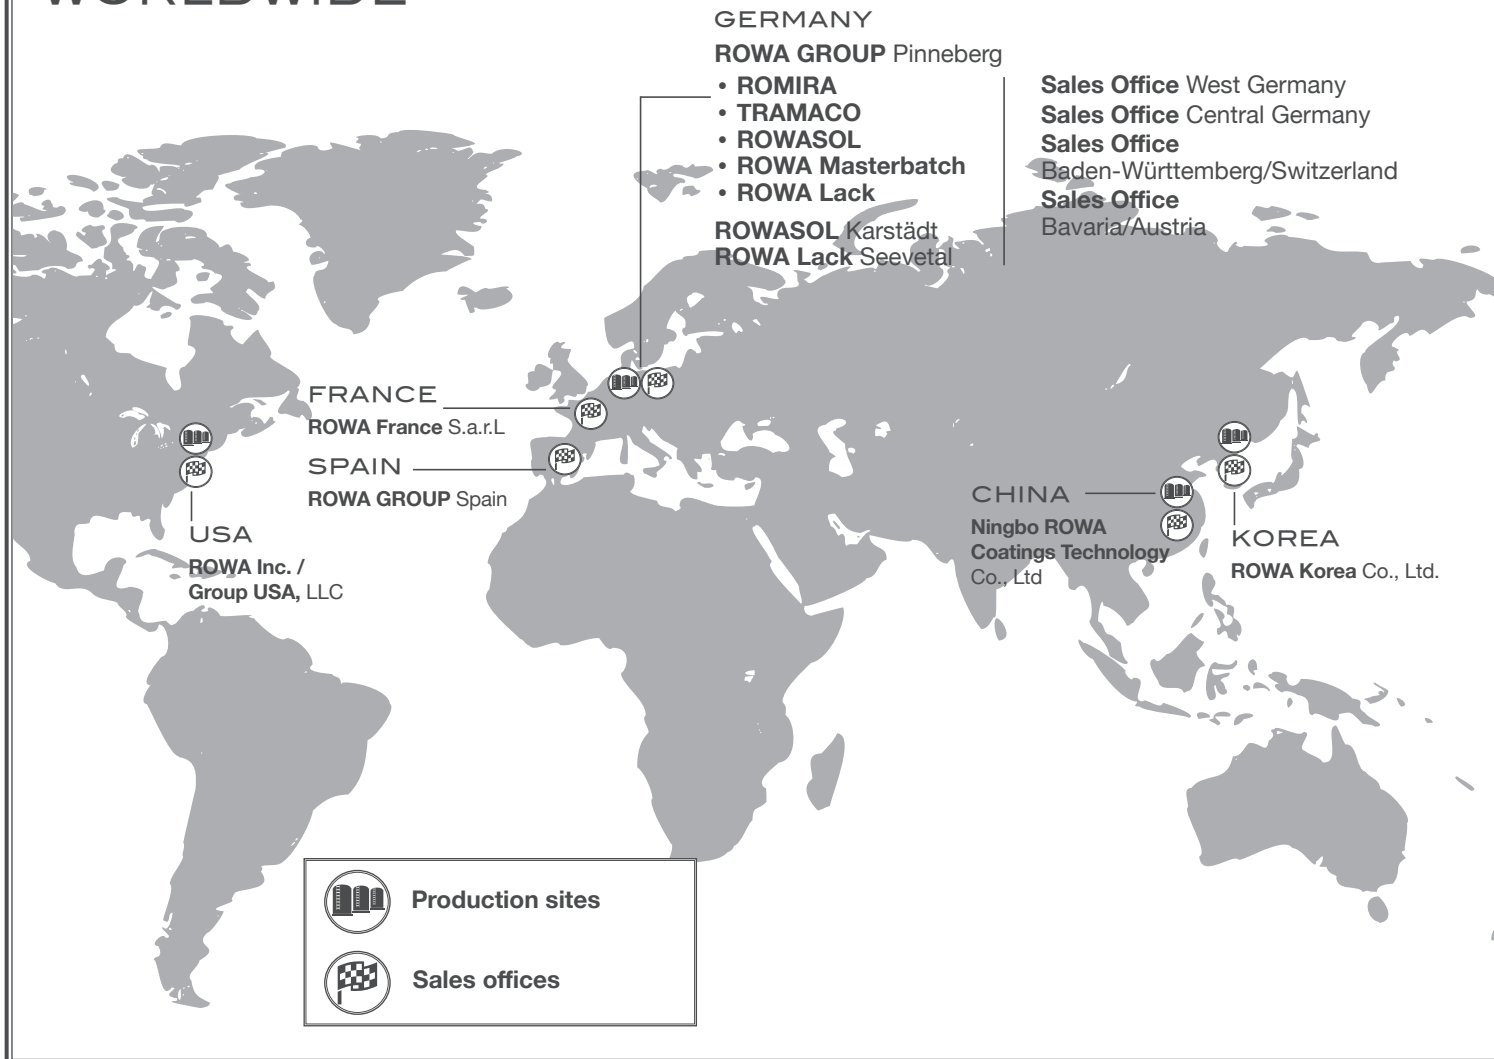 WORLDWIDE
GERMANY
ROWA GROUP Pinneberg
• ROMIRA
• TRAMACO
• ROWASOL
• ROWA Masterbatch
• ROWA Lack
ROWASOL Karstädt
ROWA Lack Seevetal
Sales Office West Germany
Sales Office Central Germany
Sales Office
Baden-Württemberg/Switzerland
Sales Office
Bavaria/Austria
FRANCE
ROWA France S.a.r.L
SPAIN
ROWA GROUP Spain
USA
ROWA Inc. /
Group USA, LLC
CHINA
Ningbo ROWA
Coatings Technology
Co., Ltd
KOREA
ROWA Korea Co., Ltd.
Production sites
Sales offices